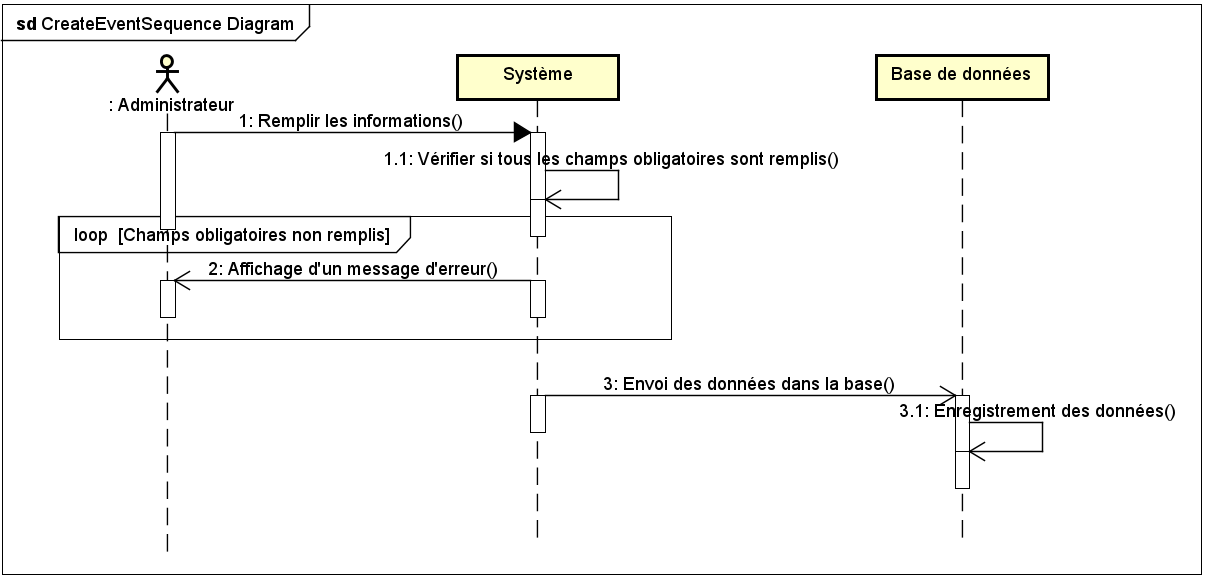 sd CreateEventSequence Diagram
Système
Base de données
: Administrateur
1: Remplir les informations()
1.1: Vérifier si tous les champs obligatoires sont remplis()
loop [Champs obligatoires non remplis]
2: Affichage d'un message d'erreur()
3: Envoi des données dans la base()
3.1: Enregistrement des données()